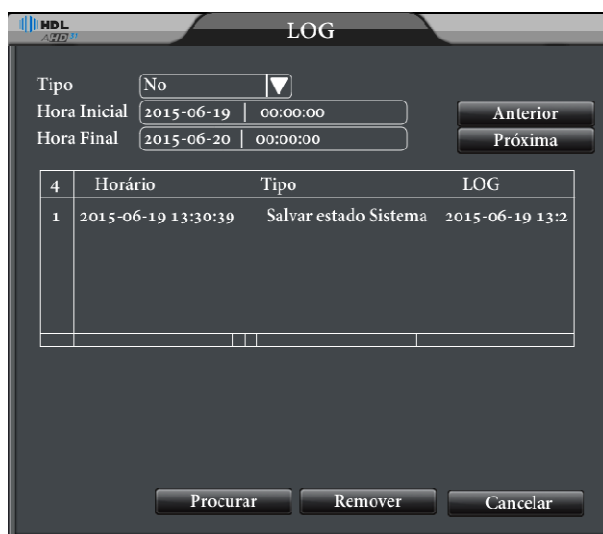 HDL
AHD 31
LOG
Tipo No
Hora Inicial 2015-06-19 | 00:00:00
Anterior
Hora Final 2015-06-20 | 00:00:00
Próxima
4 Horário Tipo LOG
1 2015-06-19 13:30:39 Salvar estado Sistema 2015-06-19 13:2
Procurar Remover Cancelar